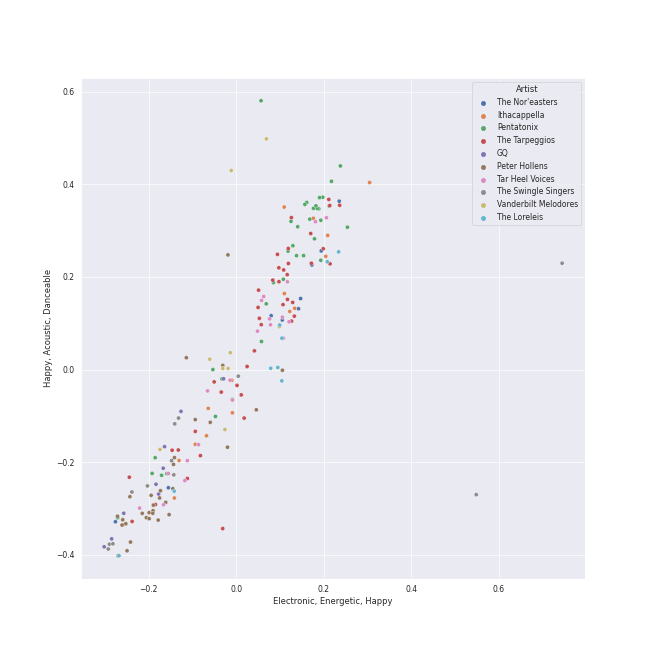 Artist
The Nor'easters
Ithacappella
Pentatonix
The Tarpeggios
GQ
Peter Hollens
Tar Heel Voices
The Swingle Singers
Vanderbilt Melodores
The Loreleis
0.6
0.4
0.2
0.0
−0.2
−0.4
Happy, Acoustic, Danceable
−0.2 0.0 0.2 0.4 0.6
Electronic, Energetic, Happy